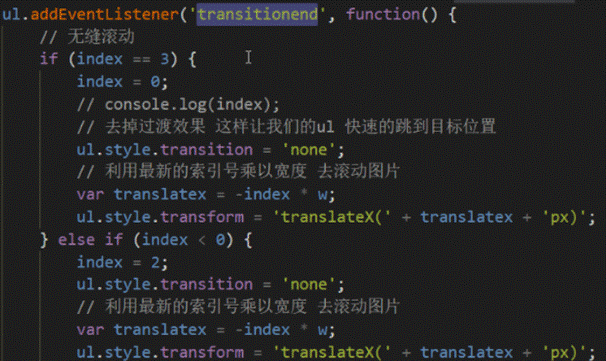 ul.addEventListener('transitionend', function() {
// 无缝滚动
if (index == 3) {
index = 0;
// console.log(index);
// 去掉过渡效果 这样让我们的ul 快速的跳到目标位置
ul.style.transition = 'none';
// 利用最新的索引号乘以宽度 去滚动图片
var translatex = -index * w;
ul.style.transform = 'translateX(' + translatex + 'px)';
} else if (index < 0) {
index = 2;
ul.style.transition = 'none';
// 利用最新的索引号乘以宽度 去滚动图片
var translatex = -index * w;
ul.style.transform = 'translateX(' + translatex + 'px)';